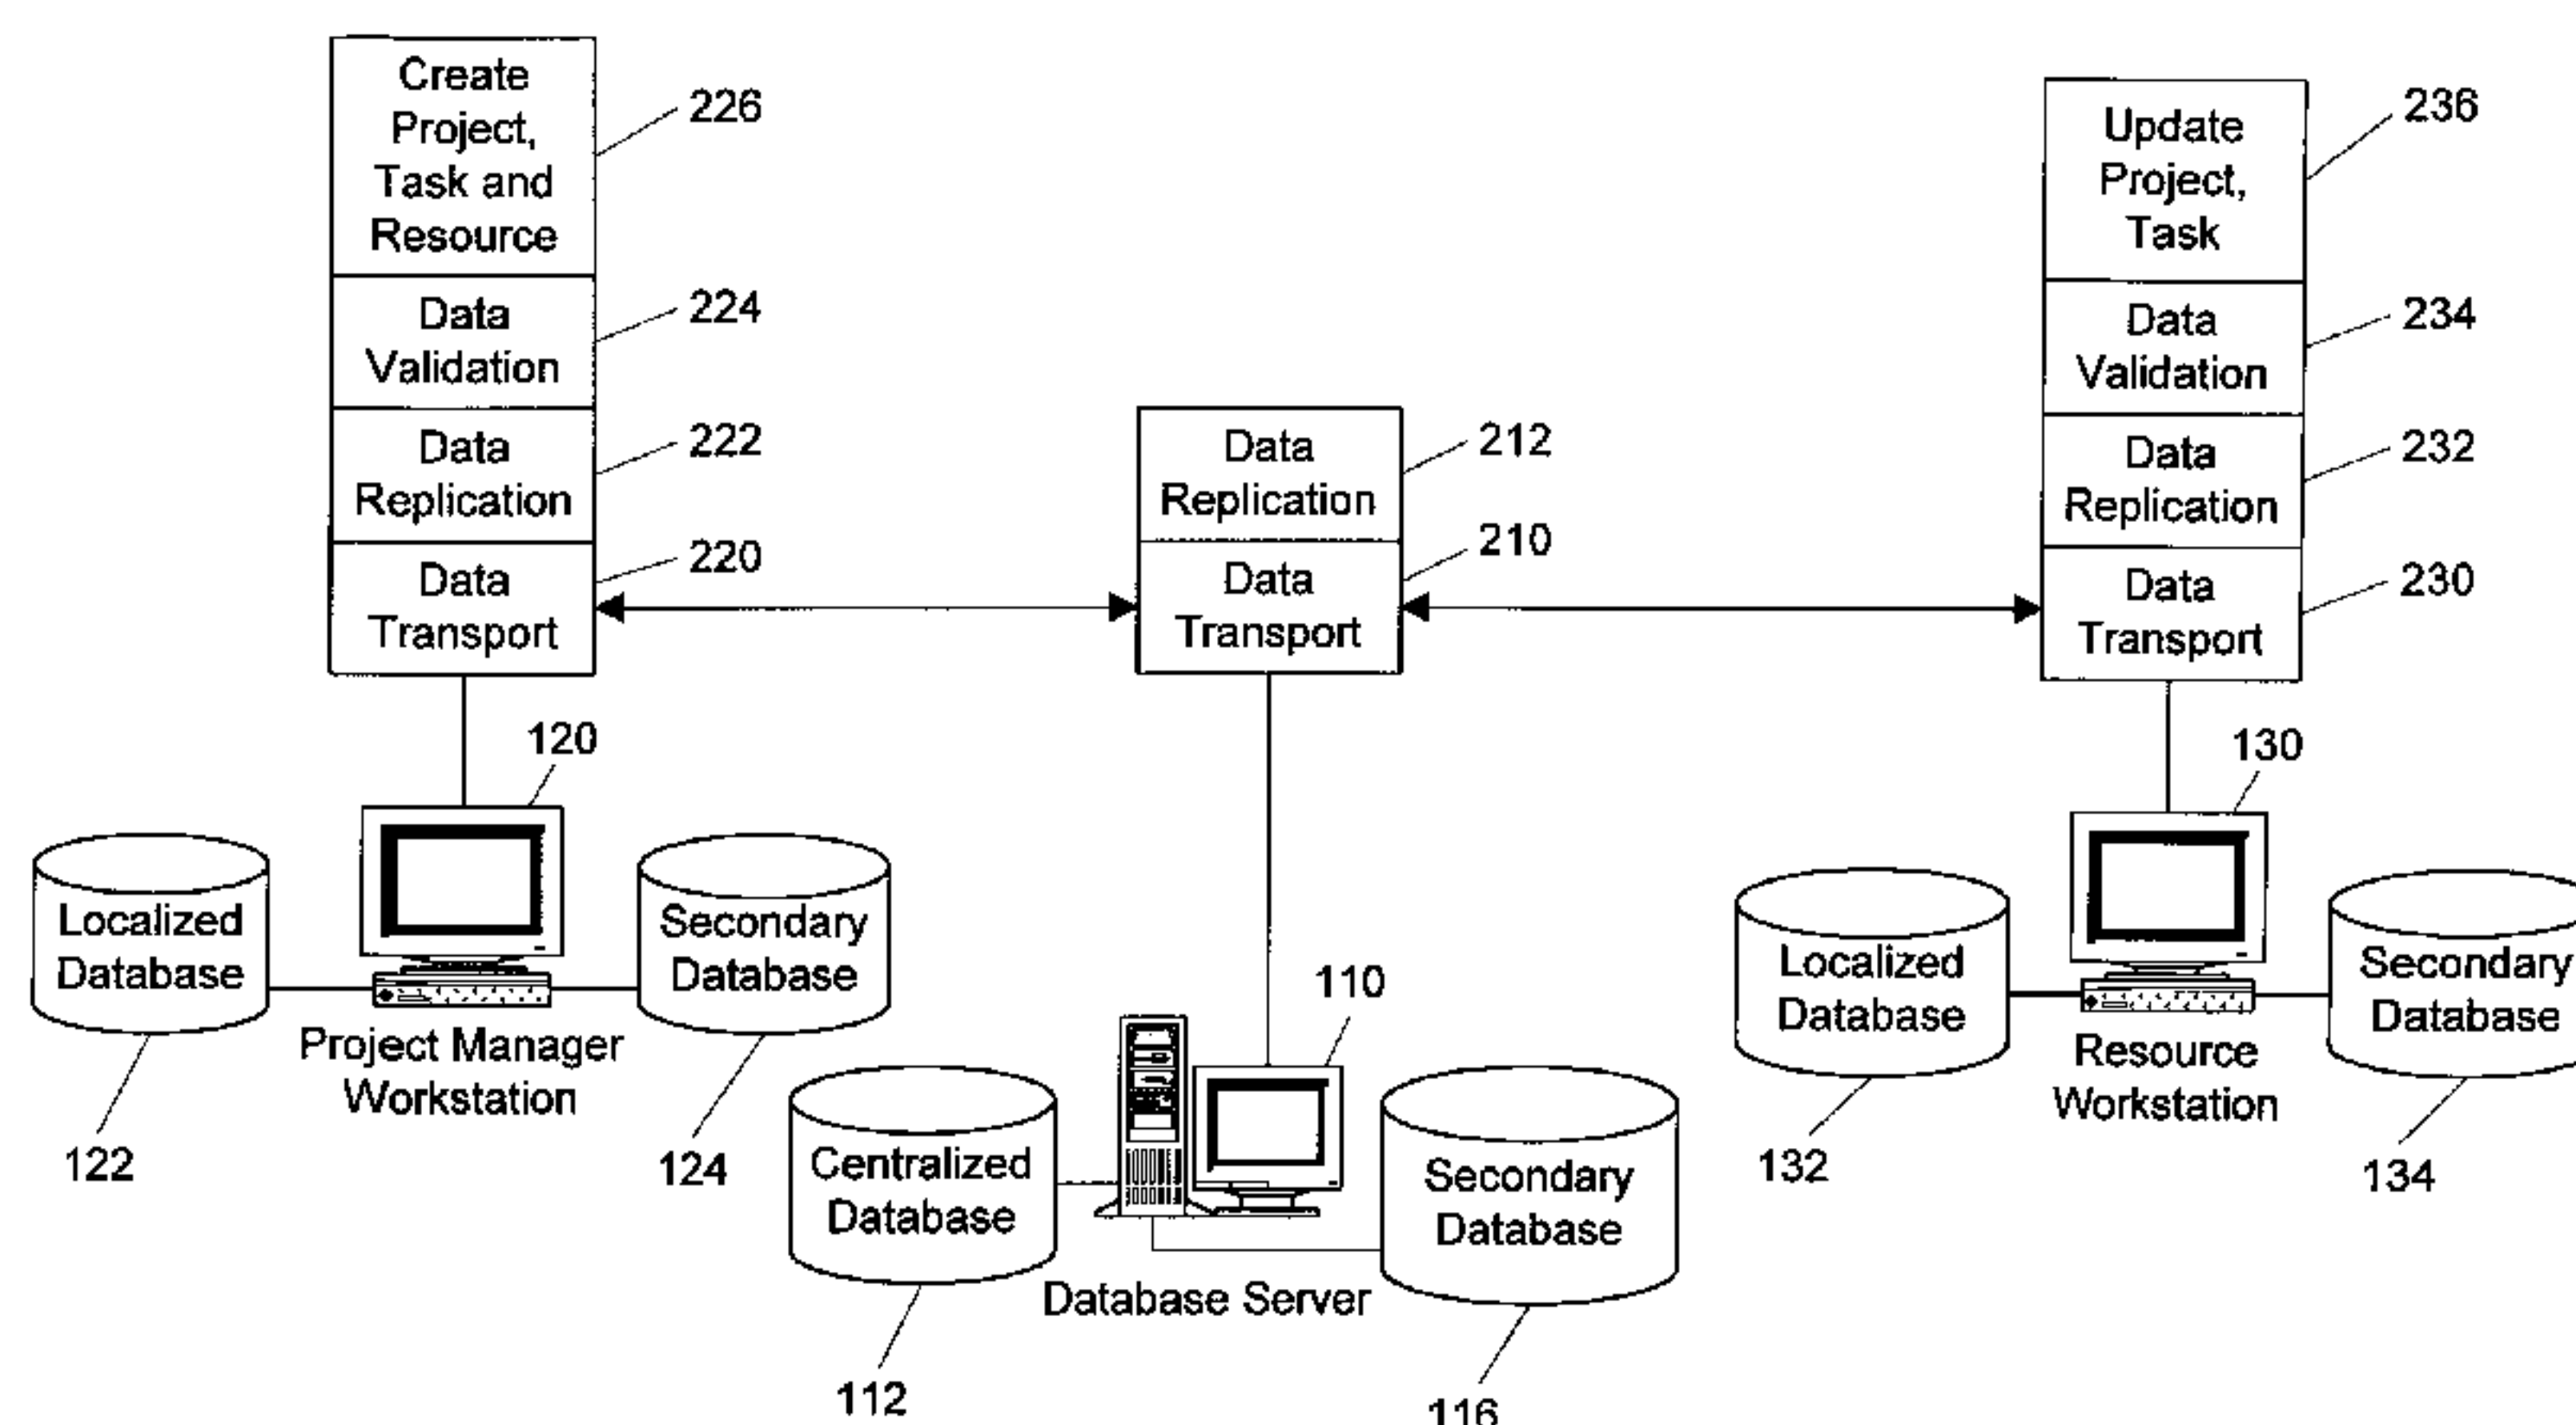 Create
Project,
Task and
Resource
226
Data
Validation
224
Data
Replication
222
Data
Transport
220
Data
Replication
212
Data
Transport
210
Update
Project,
Task
236
Data
Validation
234
Data
Replication
232
Data
Transport
230
120
Localized
Database
122
Project Manager
Workstation
Secondary
Database
124
110
Centralized
Database
112
Database Server
Secondary
Database
116
130
Localized
Database
132
Resource
Workstation
Secondary
Database
134